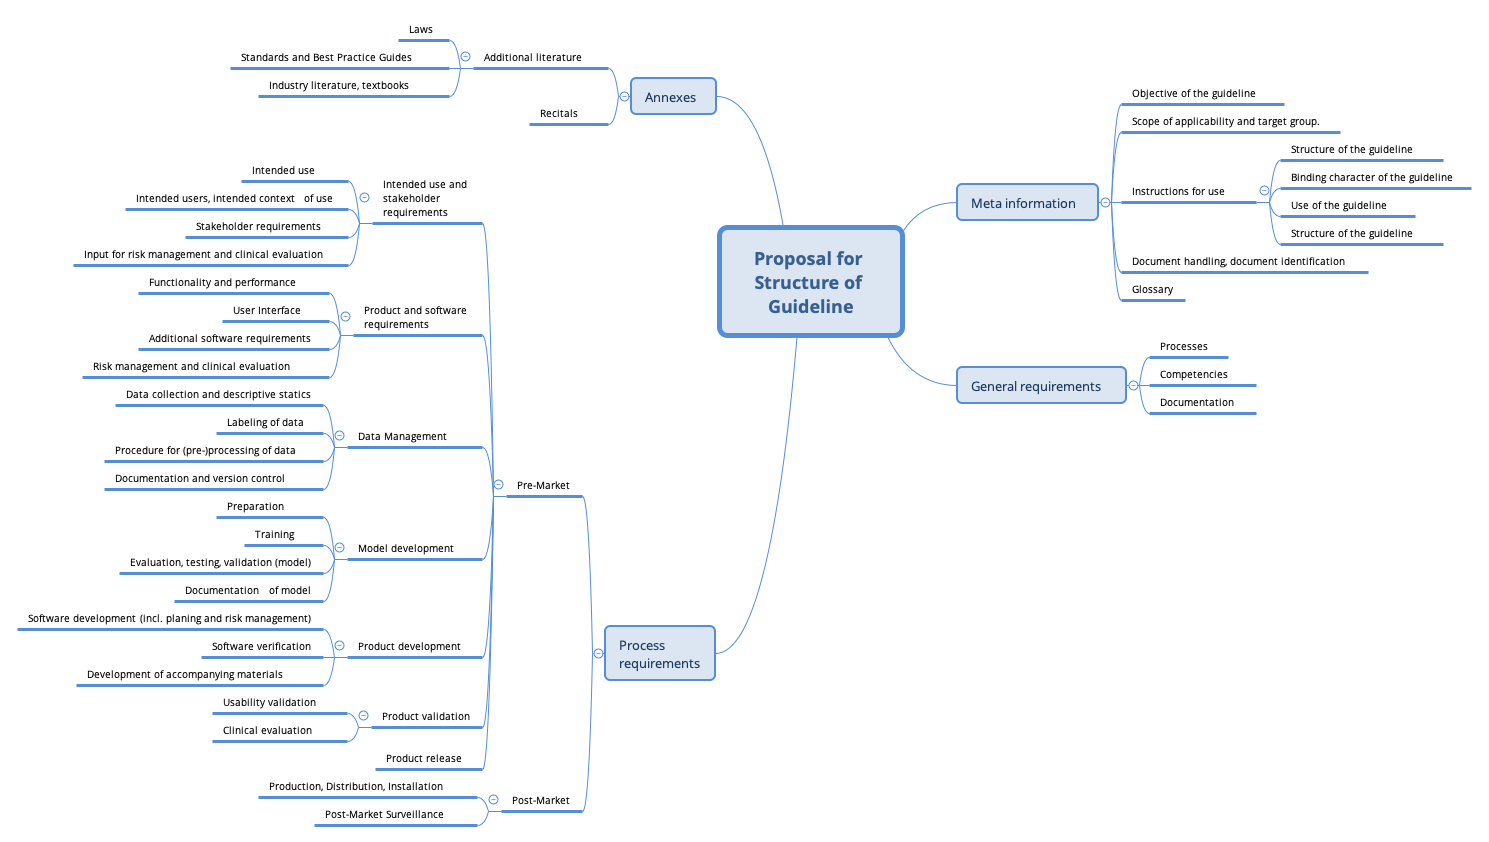 Proposal for
Structure of
Guideline
Annexes
Additional literature
Laws
Standards and Best Practice Guides
Industry literature, textbooks
Recitals
Meta information
Objective of the guideline
Scope of applicability and target group.
Instructions for use
Structure of the guideline
Binding character of the guideline
Use of the guideline
Structure of the guideline
Document handling, document identification
Glossary
General requirements
Processes
Competencies
Documentation
Process
requirements
Pre-Market
Intended use and
stakeholder
requirements
Intended use
Intended users, intended context of use
Stakeholder requirements
Input for risk management and clinical evaluation
Product and software
requirements
Functionality and performance
User Interface
Additional software requirements
Risk management and clinical evaluation
Data Management
Data collection and descriptive statics
Labeling of data
Procedure for (pre-)processing of data
Documentation and version control
Model development
Preparation
Training
Evaluation, testing, validation (model)
Documentation of model
Product development
Software development (incl. planing and risk management)
Software verification
Development of accompanying materials
Product validation
Usability validation
Clinical evaluation
Product release
Post-Market
Production, Distribution, Installation
Post-Market Surveillance